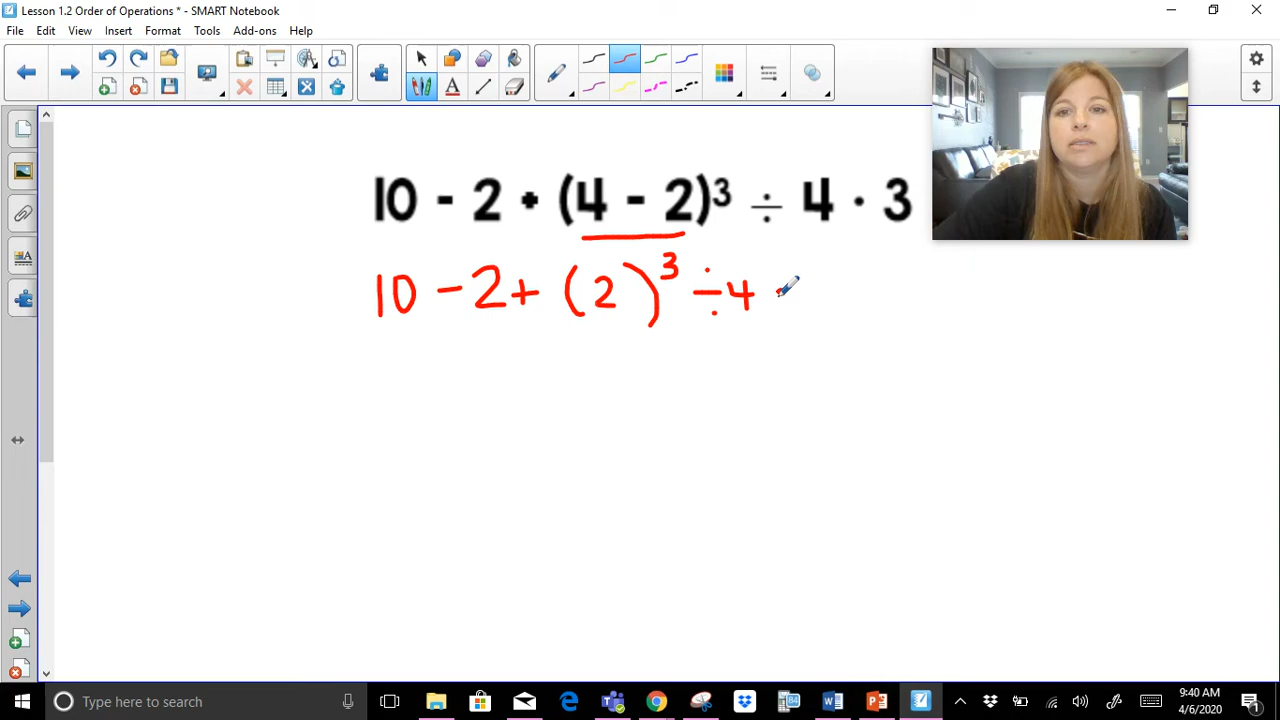 Lesson 1.2 Order of Operations * - SMART Notebook
File Edit View Insert Format Tools Add-ons Help
10 - 2 + (4 - 2)³ ÷ 4 · 3
10 - 2 + (2)³ ÷ 4 ·
Type here to search
9:40 AM
4/6/2020